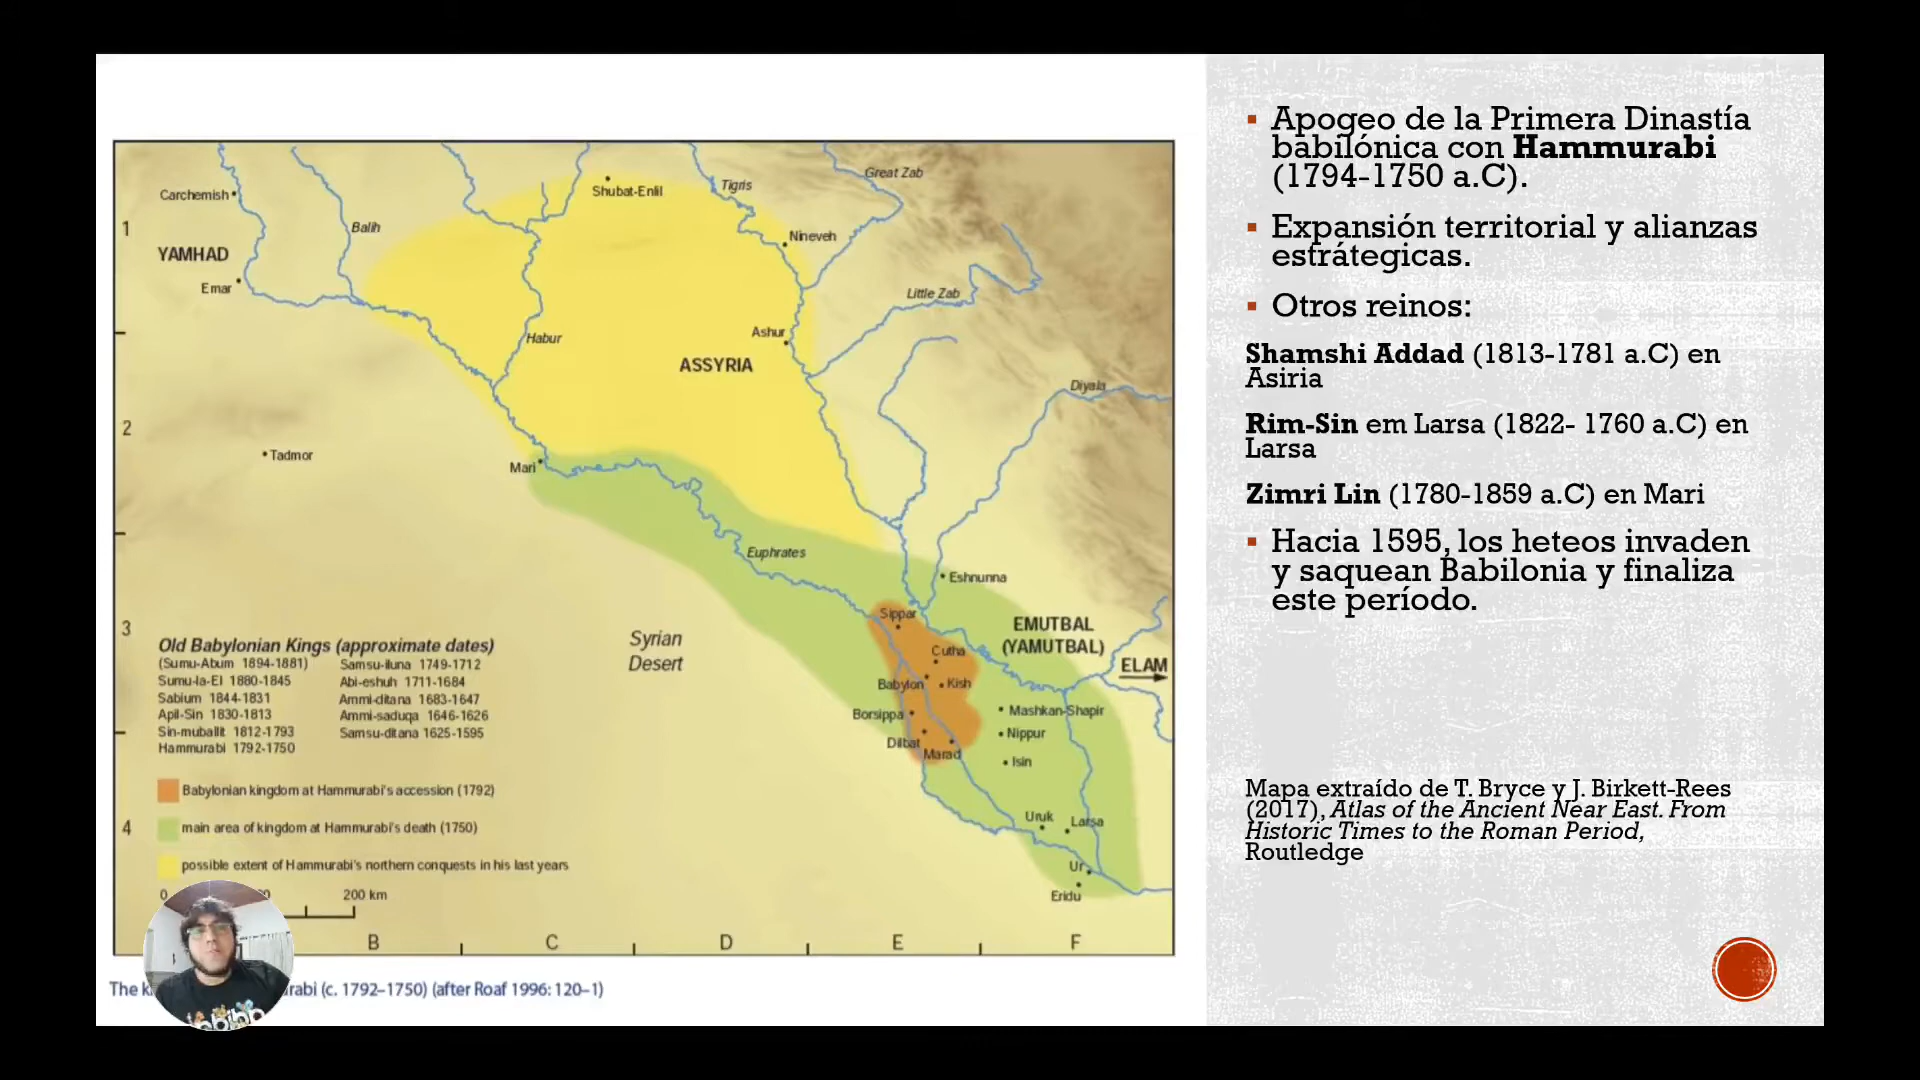 Carchemish
YAMHAD
Emar
Balih
Shubat-Enlil
Tigris
Great Zab
Nineveh
Little Zab
Habur
Ashur
ASSYRIA
Diyala
Tadmor
Mari
Euphrates
Eshnunna
Syrian
Desert
EMUTBAL
(YAMUTBAL)
ELAM
Sippar
Cutha
Babylon
Kish
Borsippa
Mashkan-Shapir
Dilbat
Marad
Nippur
Isin
Uruk
Larsa
Ur
Eridu
1
2
3
4
B
C
D
E
F
Old Babylonian Kings (approximate dates)
(Sumu-Abum 1894-1881)
Sumu-la-El 1880-1845
Sabium 1844-1831
Apil-Sin 1830-1813
Sin-muballit 1812-1793
Hammurabi 1792-1750
Samsu-iluna 1749-1712
Abi-eshuh 1711-1684
Ammi-ditana 1683-1647
Ammi-saduqa 1646-1626
Samsu-ditana 1625-1595
Babylonian kingdom at Hammurabi's accession (1792)
main area of kingdom at Hammurabi's death (1750)
possible extent of Hammurabi's northern conquests in his last years
0 200 km
The (c. 1792–1750) (after Roaf 1996: 120–1)
Apogeo de la Primera Dinastía
babilónica con Hammurabi
(1794-1750 a.C).
Expansión territorial y alianzas
estrátegicas.
Otros reinos:
Shamshi Addad (1813-1781 a.C) en
Asiria
Rim-Sin em Larsa (1822- 1760 a.C) en
Larsa
Zimri Lin (1780-1859 a.C) en Mari
Hacia 1595, los heteos invaden
y saquean Babilonia y finaliza
este período.
Mapa extraído de T. Bryce y J. Birkett-Rees
(2017), Atlas of the Ancient Near East. From
Historic Times to the Roman Period,
Routledge